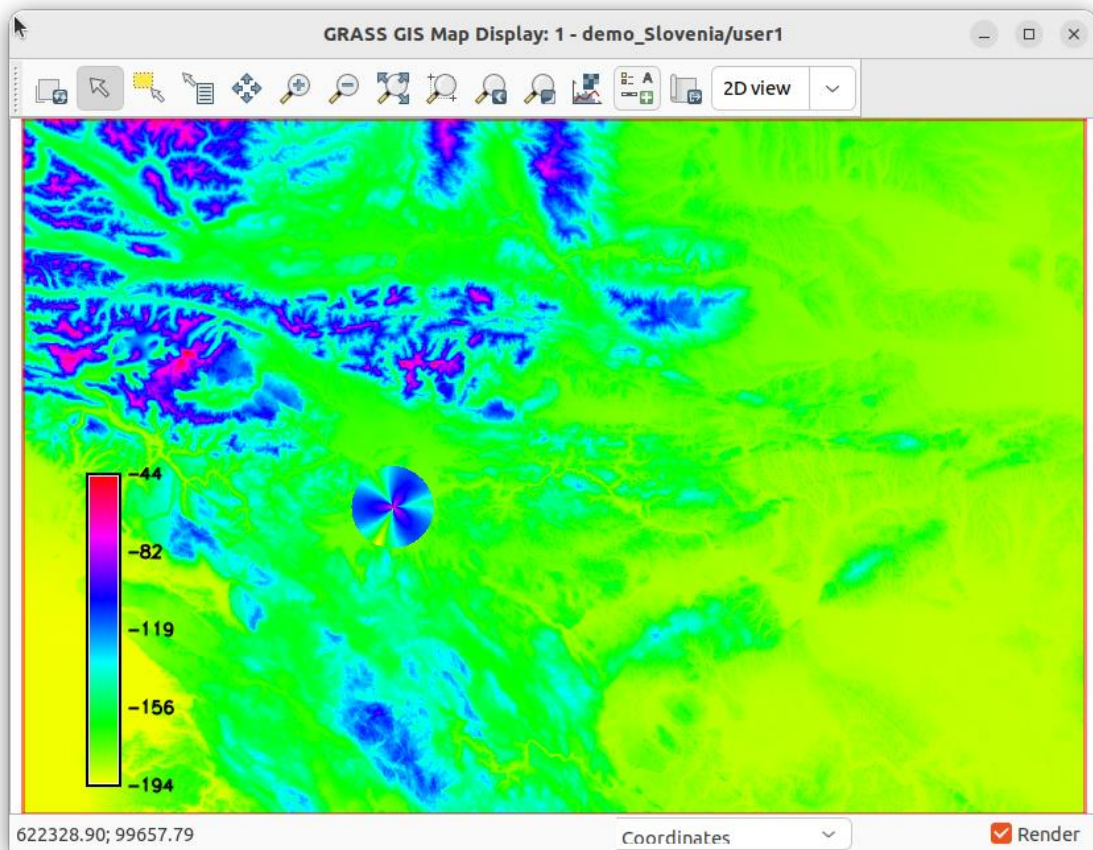 GRASS GIS Map Display: 1 - demo_Slovenia/user1
A
2D view
-44
-82
-119
-156
-194
622328.90; 99657.79
Coordinates
Render